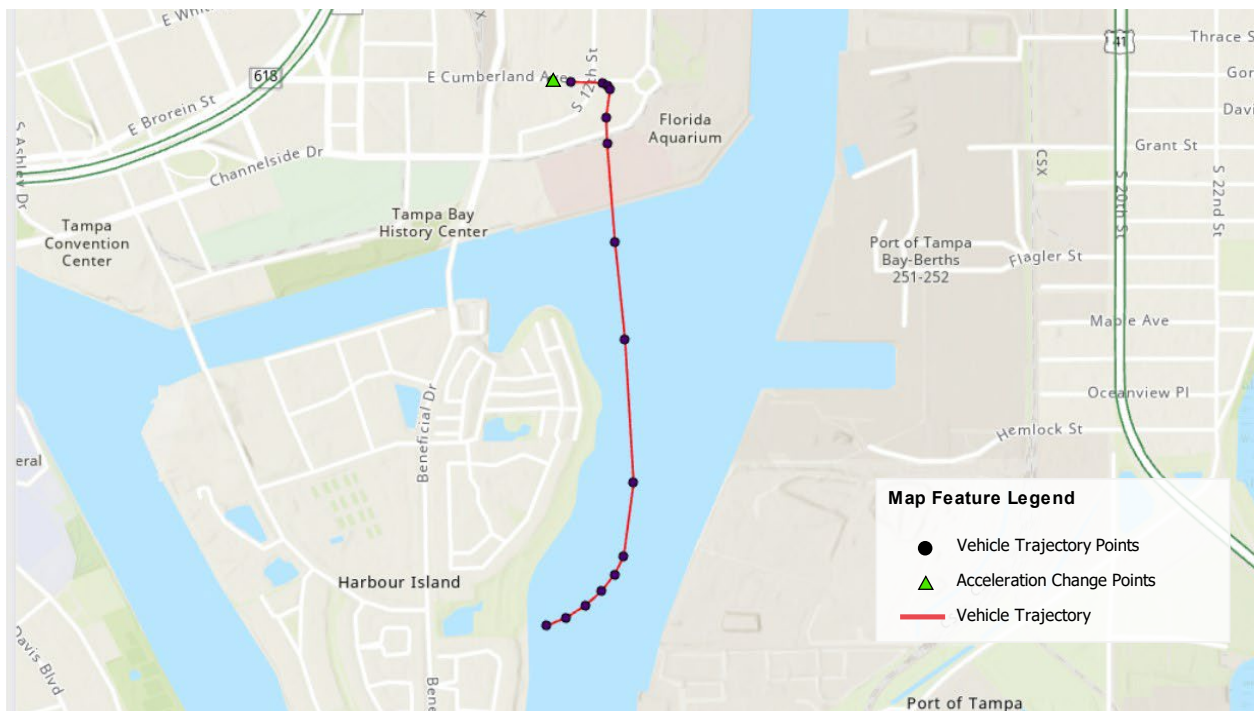 E Whit
X
41
Thrace S
618
E Cumberland Ave
S 12th St
Gor
E Brorein St
Davi
Florida
Aquarium
S Ashley Dr
Channelside Dr
CSX
Grant St
S 20th St
S 22nd St
Tampa Bay
History Center
Tampa
Convention
Center
Port of Tampa
Bay-Berths
251-252
Flagler St
Maple Ave
Beneficial Dr
Oceanview Pl
Hemlock St
eral
Map Feature Legend
Vehicle Trajectory Points
Acceleration Change Points
Vehicle Trajectory
Harbour Island
Davis Blvd
Bene
Port of Tampa